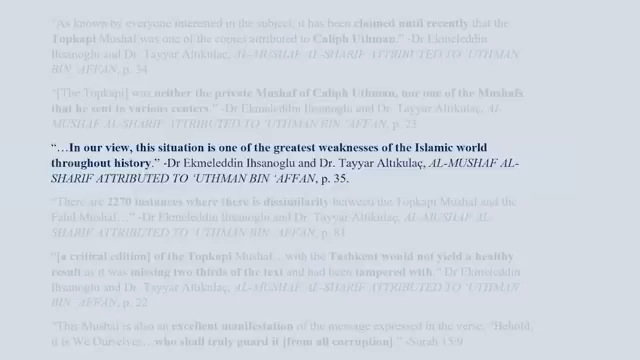 “As known by everyone interested in the subject, it has been claimed until recently that the
Topkapi Mushaf was one of the copies attributed to Caliph Uthman.” -Dr Ekmeleddin
Ihsanoglu and Dr. Tayyar Altıkulaç, AL-MUSHAF AL-SHARIF ATTRIBUTED TO ‘UTHMAN
BIN ‘AFFAN, p. 54
“[The Topkapi] was neither the private Mushaf of Caliph Uthman, nor one of the Mushafs
that he sent to various centers.” -Dr Ekmeleddin Ihsanoglu and Dr. Tayyar Altıkulaç, AL-
MUSHAF AL-SHARIF ATTRIBUTED TO ‘UTHMAN BIN ‘AFFAN, p. 23
“…In our view, this situation is one of the greatest weaknesses of the Islamic world
throughout history.” -Dr Ekmeleddin Ihsanoglu and Dr. Tayyar Altıkulaç, AL-MUSHAF AL-
SHARIF ATTRIBUTED TO ‘UTHMAN BIN ‘AFFAN, p. 35.
“There are 2270 instances where there is dissimilarity between the Topkapi Mushaf and the
Fahd Mushaf…” -Dr Ekmeleddin Ihsanoglu and Dr. Tayyar Altıkulaç, AL-MUSHAF AL-
SHARIF ATTRIBUTED TO ‘UTHMAN BIN ‘AFFAN, p. 81
“[a critical edition] of the Topkapi Mushaf…with the Tashkent would not yield a healthy
result as it was missing two thirds of the text and had been tampered with.” Dr Ekmeleddin
Ihsanoglu and Dr. Tayyar Altıkulaç, AL-MUSHAF AL-SHARIF ATTRIBUTED TO ‘UTHMAN
BIN ‘AFFAN, p. 22
“This Mushaf is also an excellent manifestation of the message expressed in the verse, “Behold,
it is We Ourselves…who shall truly guard it [from all corruption].” -Surah 15:9